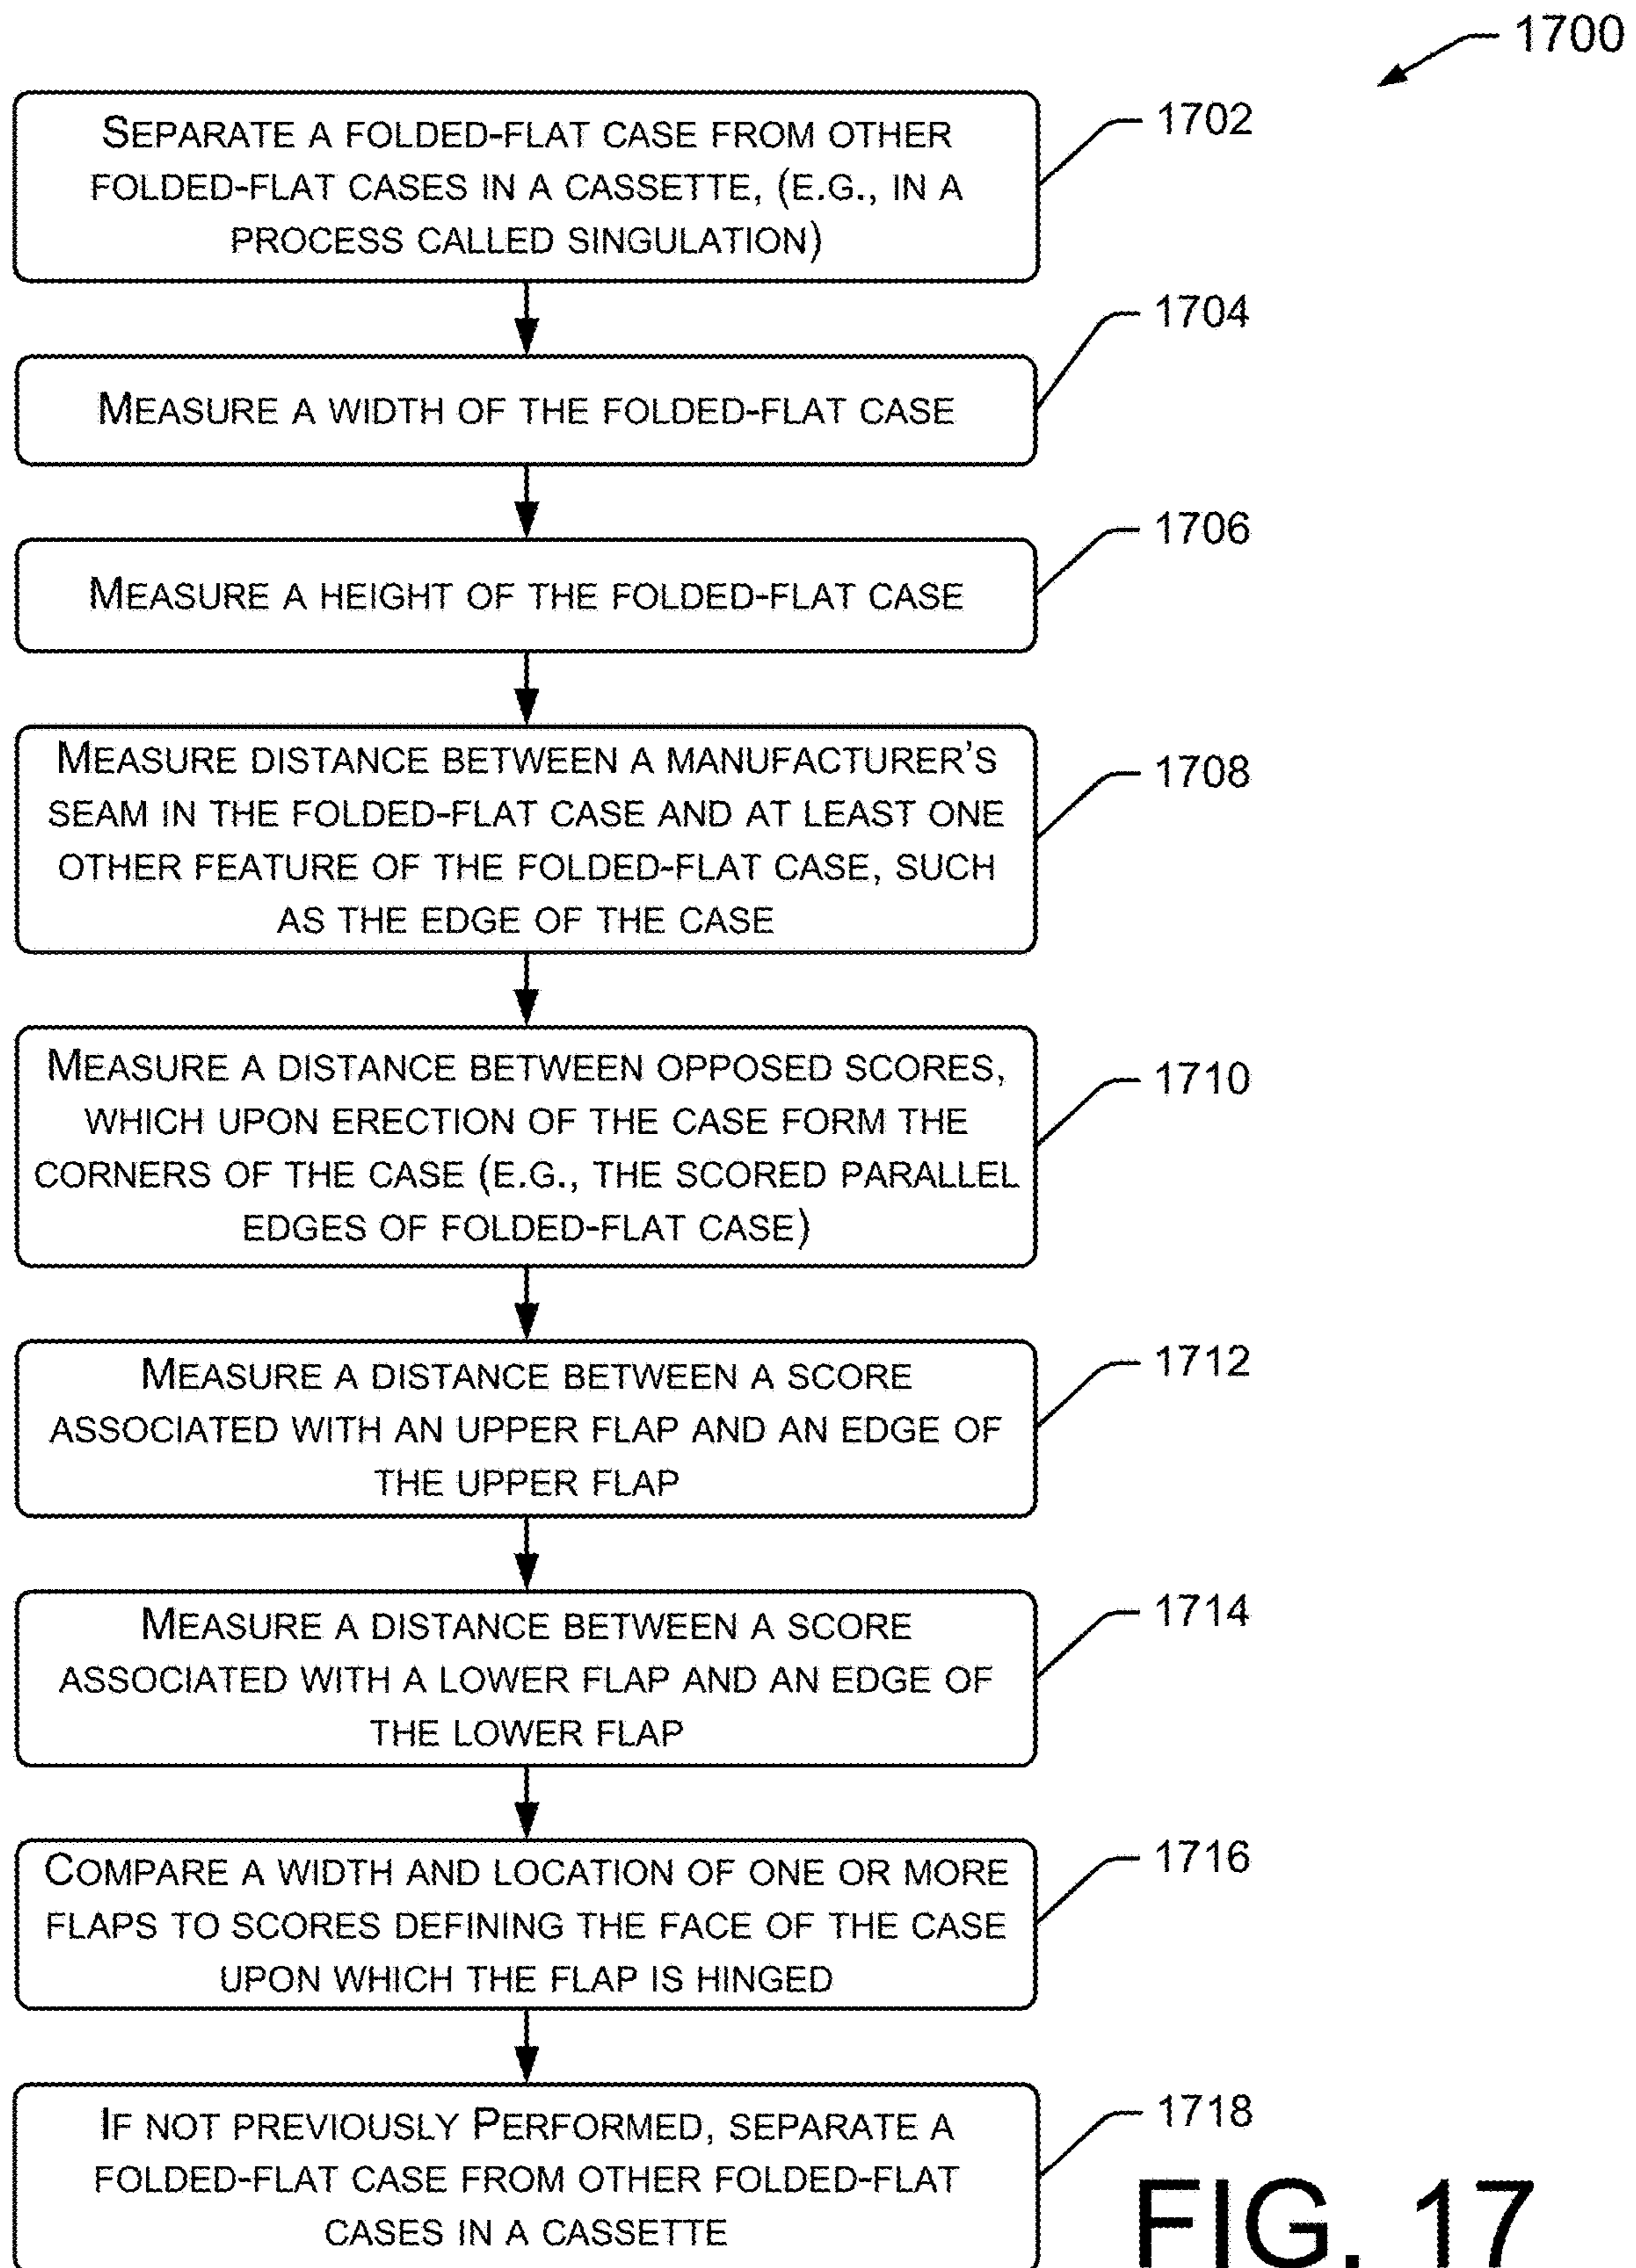 1700
SEPARATE A FOLDED-FLAT CASE FROM OTHER
FOLDED-FLAT CASES IN A CASSETTE, (E.G., IN A
PROCESS CALLED SINGULATION)
1702
MEASURE A WIDTH OF THE FOLDED-FLAT CASE
1704
MEASURE A HEIGHT OF THE FOLDED-FLAT CASE
1706
MEASURE DISTANCE BETWEEN A MANUFACTURER'S
SEAM IN THE FOLDED-FLAT CASE AND AT LEAST ONE
OTHER FEATURE OF THE FOLDED-FLAT CASE, SUCH
AS THE EDGE OF THE CASE
1708
MEASURE A DISTANCE BETWEEN OPPOSED SCORES,
WHICH UPON ERECTION OF THE CASE FORM THE
CORNERS OF THE CASE (E.G., THE SCORED PARALLEL
EDGES OF FOLDED-FLAT CASE)
1710
MEASURE A DISTANCE BETWEEN A SCORE
ASSOCIATED WITH AN UPPER FLAP AND AN EDGE OF
THE UPPER FLAP
1712
MEASURE A DISTANCE BETWEEN A SCORE
ASSOCIATED WITH A LOWER FLAP AND AN EDGE OF
THE LOWER FLAP
1714
COMPARE A WIDTH AND LOCATION OF ONE OR MORE
FLAPS TO SCORES DEFINING THE FACE OF THE CASE
UPON WHICH THE FLAP IS HINGED
1716
IF NOT PREVIOUSLY PERFORMED, SEPARATE A
FOLDED-FLAT CASE FROM OTHER FOLDED-FLAT
CASES IN A CASSETTE
1718
FIG. 17